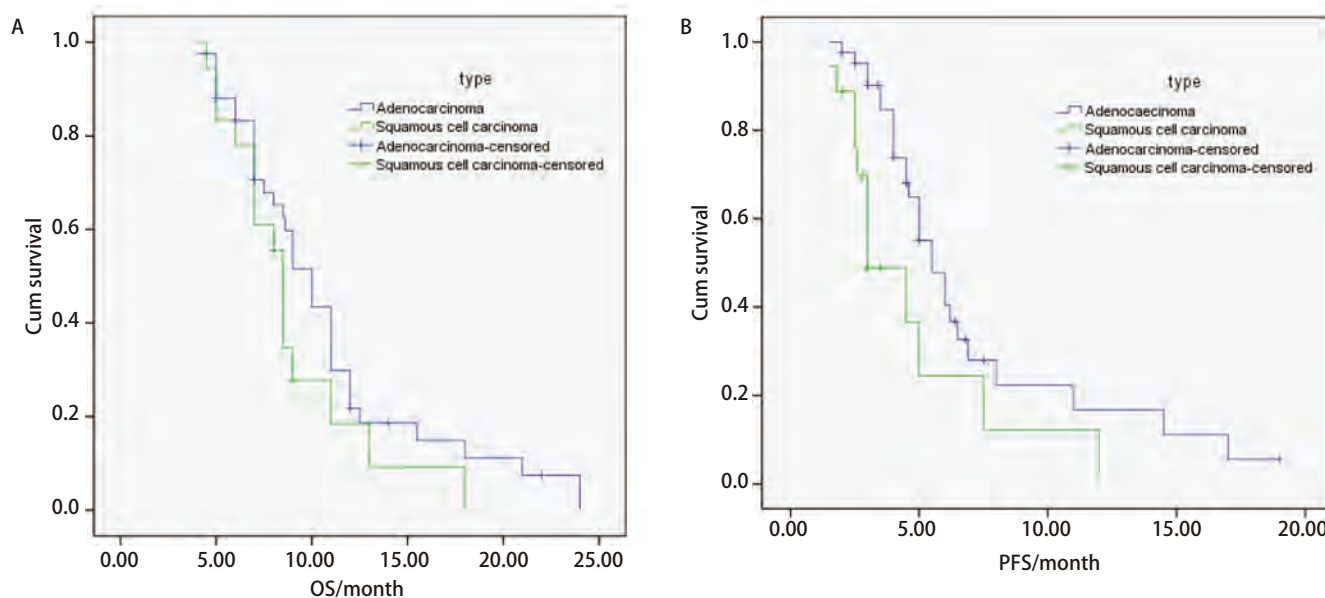 A
type
Adenocarcinoma
Squamous cell carcinoma
Adenocarcinoma-censored
Squamous cell carcinoma-censored
Cum survival
1.0
0.8
0.6
0.4
0.2
0.0
0.00 5.00 10.00 15.00 20.00 25.00
OS/month
B
type
Adenocaecinoma
Squamous cell carcinoma
Adenocarcinoma-censored
Squamous cell carcinoma-censored
Cum survival
1.0
0.8
0.6
0.4
0.2
0.0
0.00 5.00 10.00 15.00 20.00
PFS/month